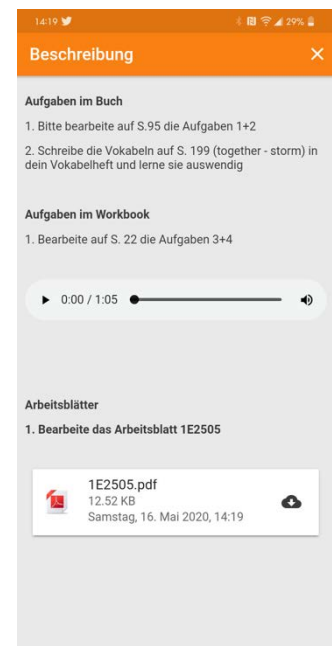 14:19 29%
Beschreibung
Aufgaben im Buch
1. Bitte bearbeite auf S.95 die Aufgaben 1+2
2. Schreibe die Vokabeln auf S. 199 (together - storm) in
dein Vokabelheft und lerne sie auswendig
Aufgaben im Workbook
1. Bearbeite auf S. 22 die Aufgaben 3+4
0:00 / 1:05
Arbeitsblätter
1. Bearbeite das Arbeitsblatt 1E2505
1E2505.pdf
12.52 KB
Samstag, 16. Mai 2020, 14:19